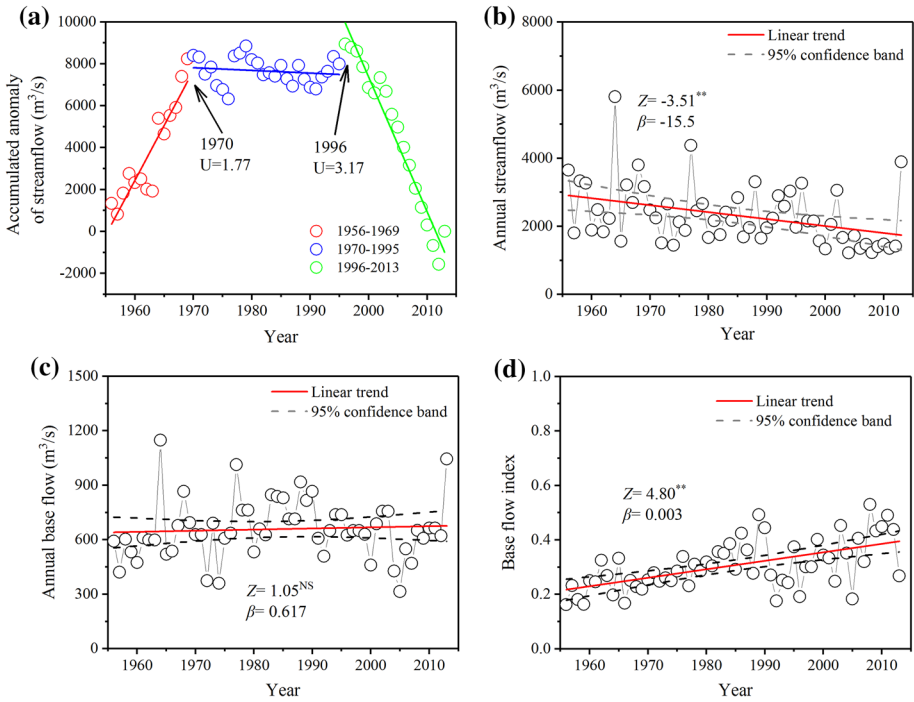 (a)
10000
8000
6000
4000
2000
0
-2000
Accumulated anomaly
of streamflow (m³/s)
1970
U=1.77
1996
U=3.17
1956-1969
1970-1995
1996-2013
1960
1970
1980
1990
2000
2010
Year
(b)
8000
6000
4000
2000
0
Annual streamflow (m³/s)
Linear trend
95% confidence band
Z= -3.51**
β= -15.5
1960
1970
1980
1990
2000
2010
Year
(c)
1500
1200
900
600
300
0
Annual base flow (m³/s)
Linear trend
95% confidence band
Z= 1.05NS
β= 0.617
1960
1970
1980
1990
2000
2010
Year
(d)
1.0
0.8
0.6
0.4
0.2
0.0
Base flow index
Linear trend
95% confidence band
Z= 4.80**
β= 0.003
1960
1970
1980
1990
2000
2010
Year